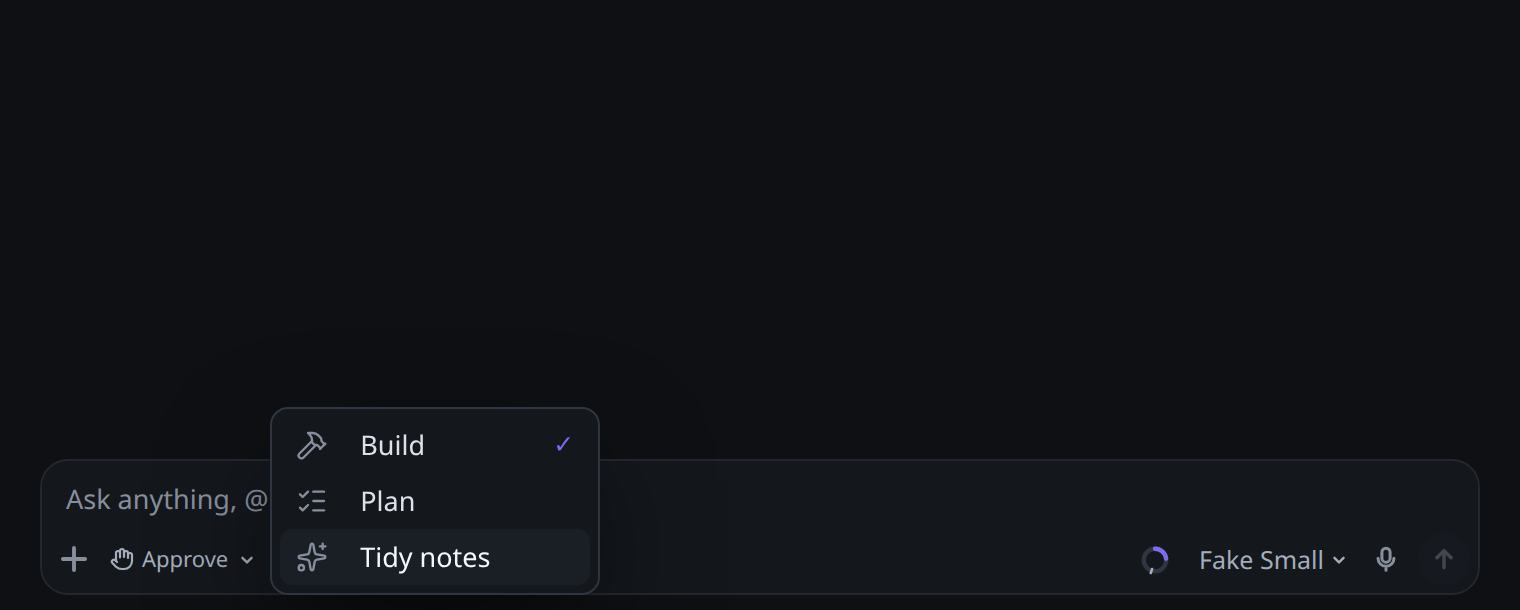 Build ✓
Plan
Ask anything, @
Tidy notes
Approve
Fake Small